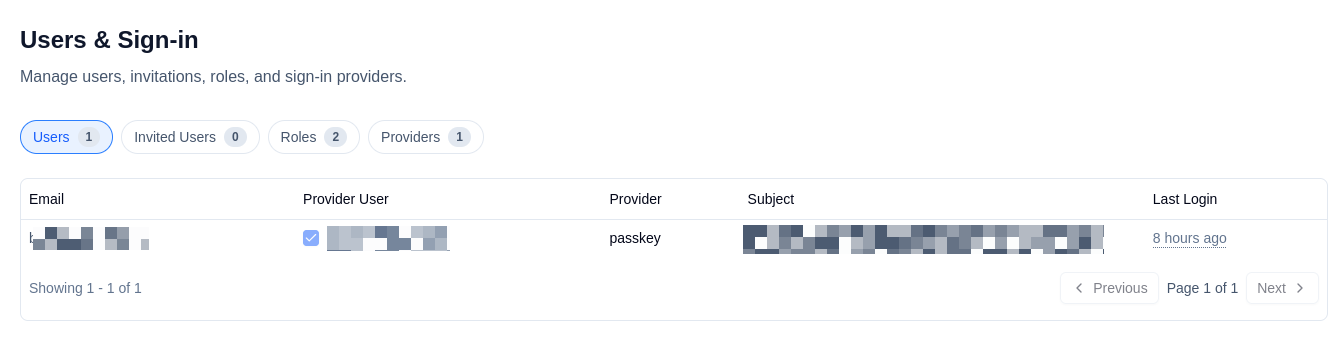 Users & Sign-in
Manage users, invitations, roles, and sign-in providers.
Users 1 Invited Users 0 Roles 2 Providers 1
Email Provider User Provider Subject Last Login
passkey 8 hours ago
Showing 1 - 1 of 1 Previous Page 1 of 1 Next